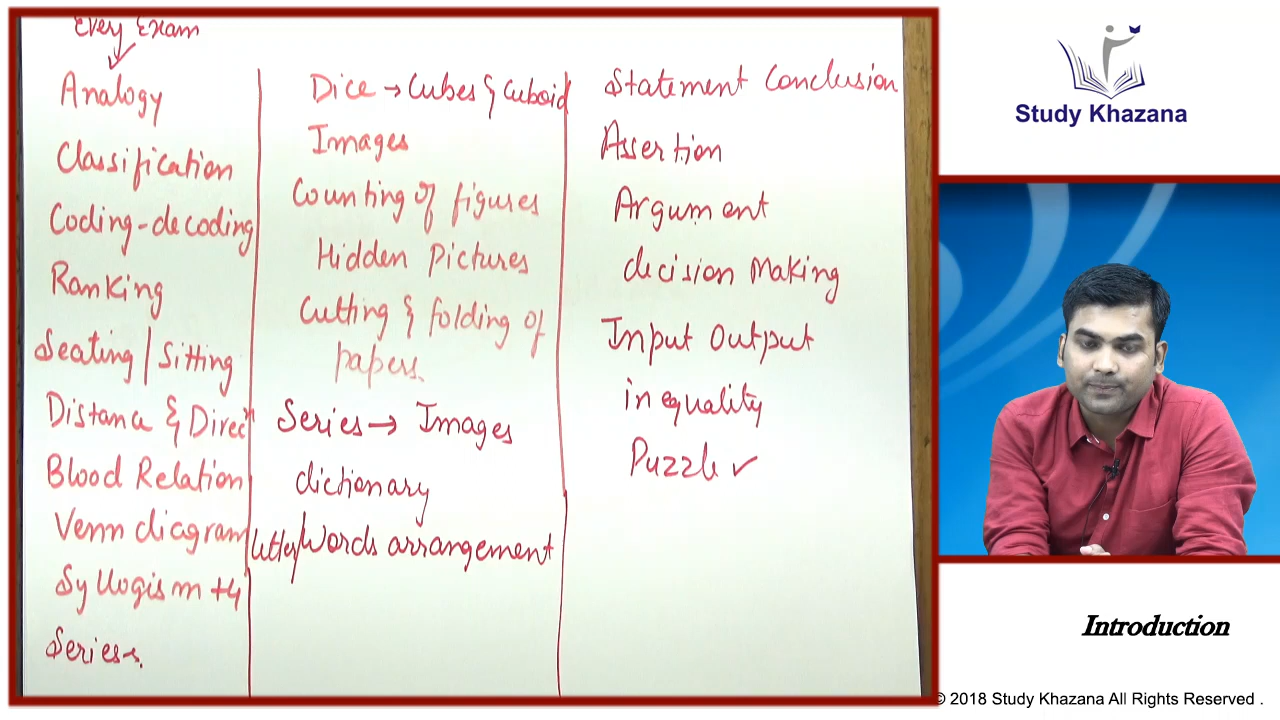 Every Exam
Analogy
Classification
Coding-decoding
Ranking
Seating/Sitting
Distance & Direcⁿ
Blood Relation
Venn diagram
Syllogism +4
Series
Dice → Cubes & Cuboid
Images
Counting of figures
Hidden Pictures
Cutting & folding of
papers.
Series → Images
dictionary
letter/Words arrangement
Statement Conclusion
Assertion
Argument
decision Making
Input Output
inequality
Puzzle ✓
Study Khazana
Introduction
© 2018 Study Khazana All Rights Reserved .